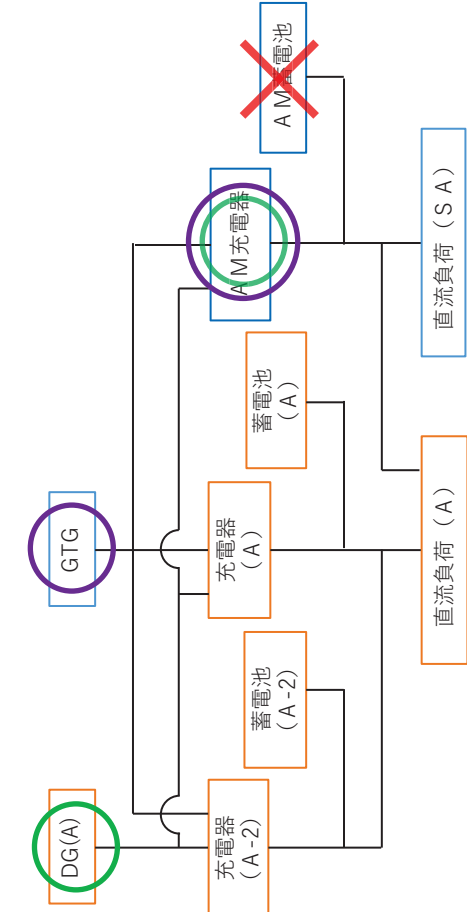 DG(A)
GTG
充電器
(A-2)
蓄電池
(A-2)
充電器
(A)
蓄電池
(A)
AM充電器
AM蓄電池
直流負荷 (A)
直流負荷 (SA)